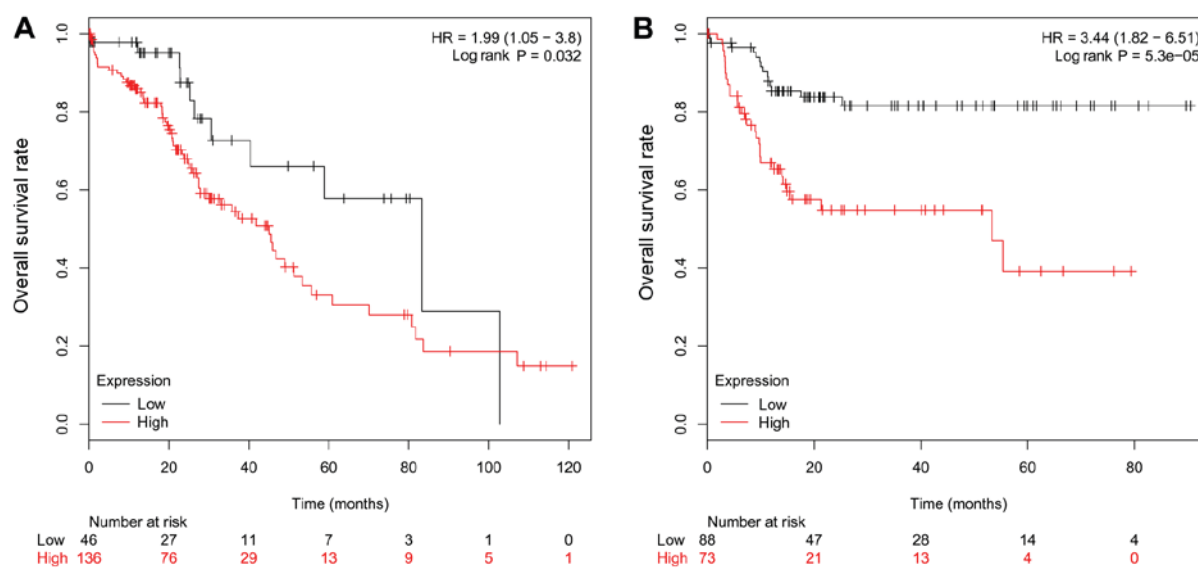 A
HR = 1.99 (1.05 − 3.8)
Log rank P = 0.032
Overall survival rate
1.0
0.8
0.6
0.4
0.2
0.0
Expression
Low
High
0 20 40 60 80 100 120
Time (months)
Number at risk
Low 46 27 11 7 3 1 0
High 136 76 29 13 9 5 1
B
HR = 3.44 (1.82 − 6.51)
Log rank P = 5.3e−05
Overall survival rate
1.0
0.8
0.6
0.4
0.2
0.0
Expression
Low
High
0 20 40 60 80
Time (months)
Number at risk
Low 88 47 28 14 4
High 73 21 13 4 0